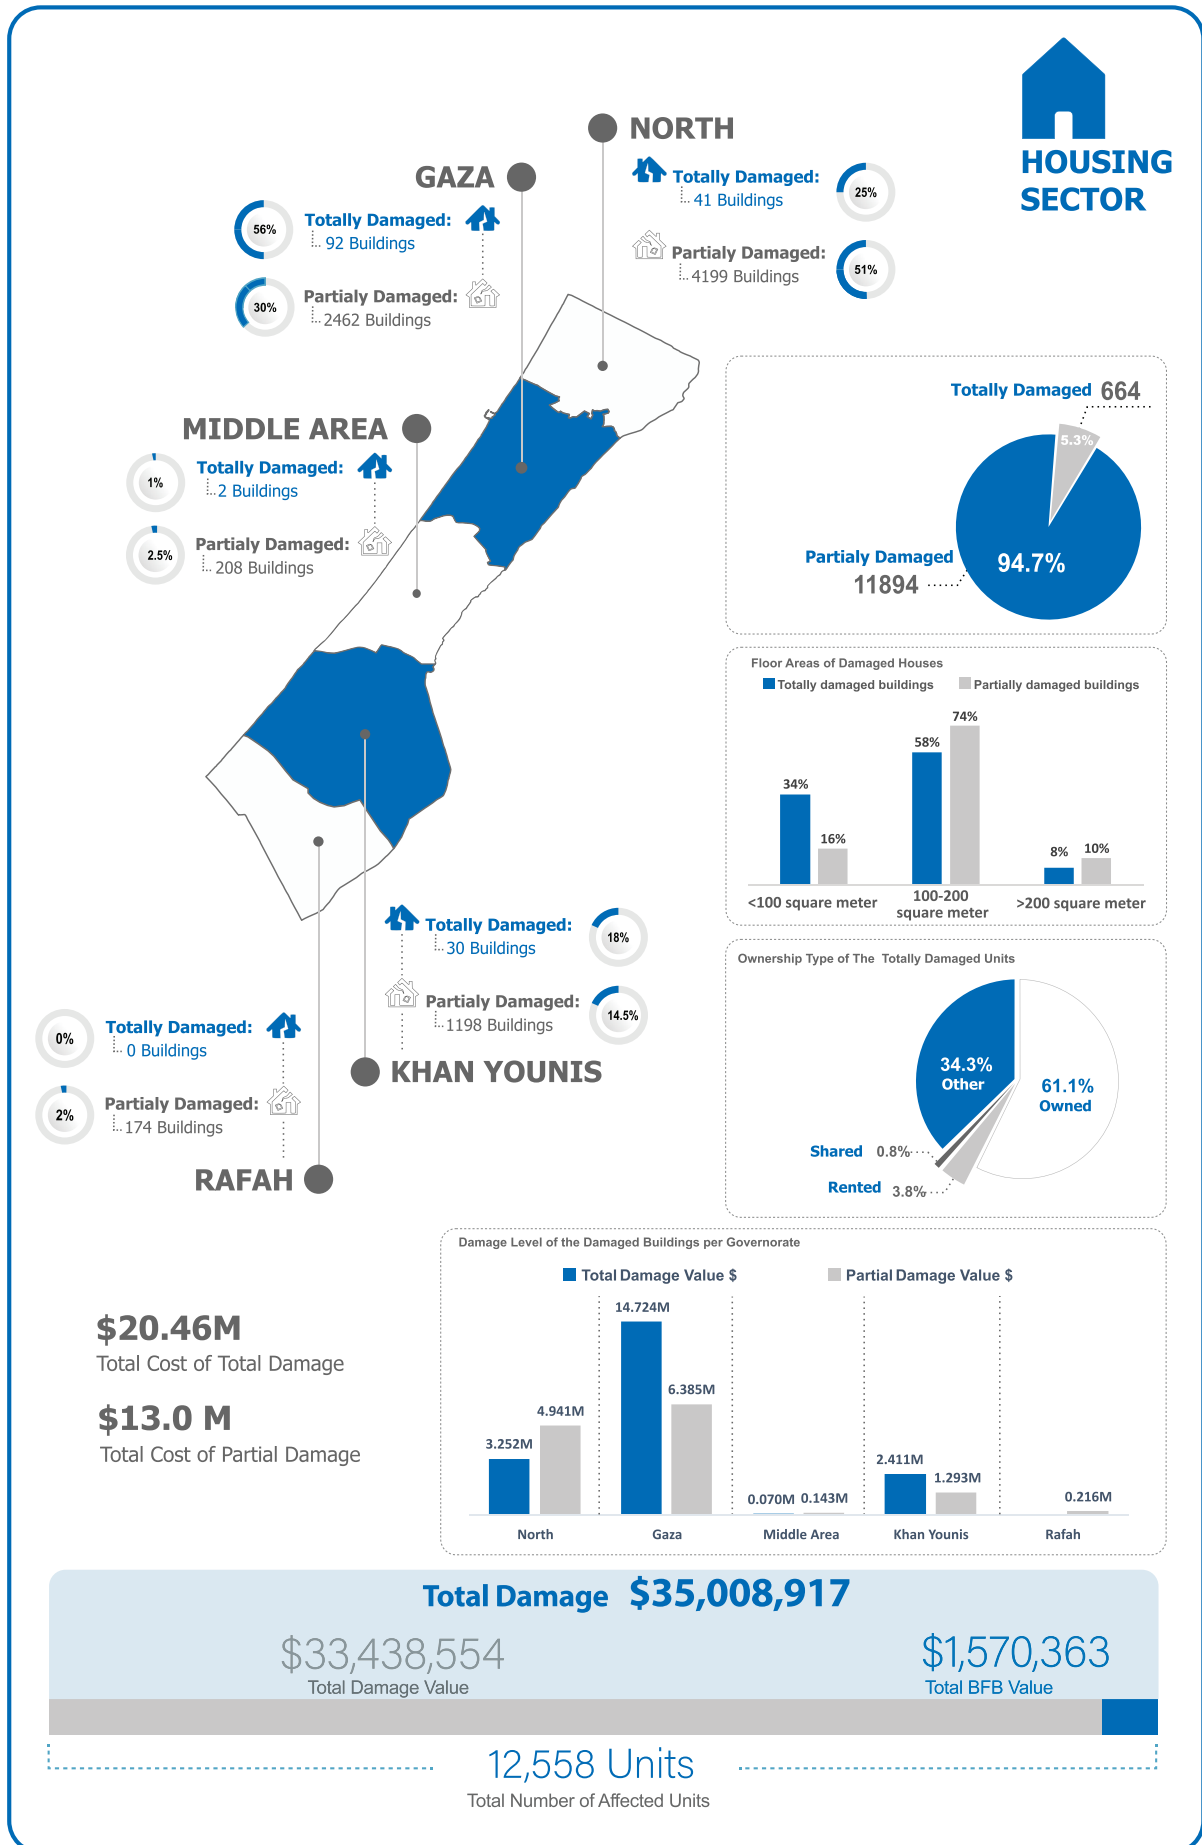 HOUSING
SECTOR
NORTH
Totally Damaged:
41 Buildings
25%
Partialy Damaged:
4199 Buildings
51%
GAZA
56%
Totally Damaged:
92 Buildings
30%
Partialy Damaged:
2462 Buildings
MIDDLE AREA
1%
Totally Damaged:
2 Buildings
2.5%
Partialy Damaged:
208 Buildings
Totally Damaged:
30 Buildings
18%
Partialy Damaged:
1198 Buildings
14.5%
KHAN YOUNIS
0%
Totally Damaged:
0 Buildings
2%
Partialy Damaged:
174 Buildings
RAFAH
Totally Damaged 664
5.3%
Partialy Damaged
11894
94.7%
Floor Areas of Damaged Houses
Totally damaged buildings Partially damaged buildings
34%
16%
58%
74%
8%
10%
<100 square meter
100-200
square meter
>200 square meter
Ownership Type of The Totally Damaged Units
34.3%
Other
61.1%
Owned
Shared 0.8%
Rented 3.8%
Damage Level of the Damaged Buildings per Governorate
Total Damage Value $ Partial Damage Value $
3.252M
4.941M
14.724M
6.385M
0.070M 0.143M
2.411M
1.293M
0.216M
North Gaza Middle Area Khan Younis Rafah
$20.46M
Total Cost of Total Damage
$13.0 M
Total Cost of Partial Damage
Total Damage $35,008,917
$33,438,554
Total Damage Value
$1,570,363
Total BFB Value
12,558 Units
Total Number of Affected Units